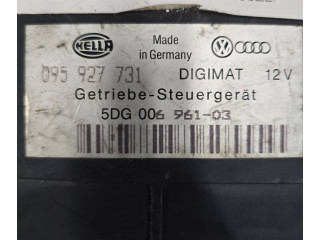 HELLA Made in Germany
095 927 731 DIGIMAT 12V
Getriebe-Steuergerät
5DG 006 961-03